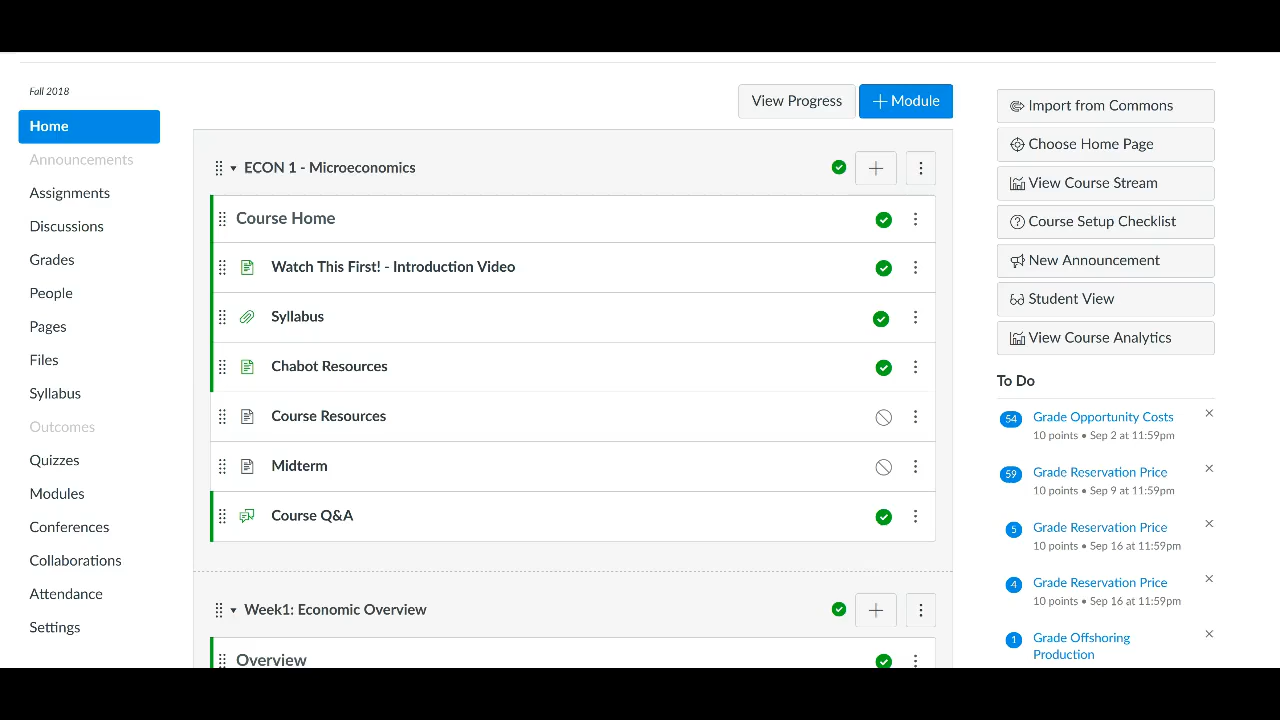 Fall 2018
Home
Announcements
Assignments
Discussions
Grades
People
Pages
Files
Syllabus
Outcomes
Quizzes
Modules
Conferences
Collaborations
Attendance
Settings
View Progress
+ Module
ECON 1 - Microeconomics
Course Home
Watch This First! - Introduction Video
Syllabus
Chabot Resources
Course Resources
Midterm
Course Q&A
Week1: Economic Overview
Overview
Import from Commons
Choose Home Page
View Course Stream
Course Setup Checklist
New Announcement
Student View
View Course Analytics
To Do
54 Grade Opportunity Costs
10 points • Sep 2 at 11:59pm
59 Grade Reservation Price
10 points • Sep 9 at 11:59pm
5 Grade Reservation Price
10 points • Sep 16 at 11:59pm
4 Grade Reservation Price
10 points • Sep 16 at 11:59pm
1 Grade Offshoring
Production